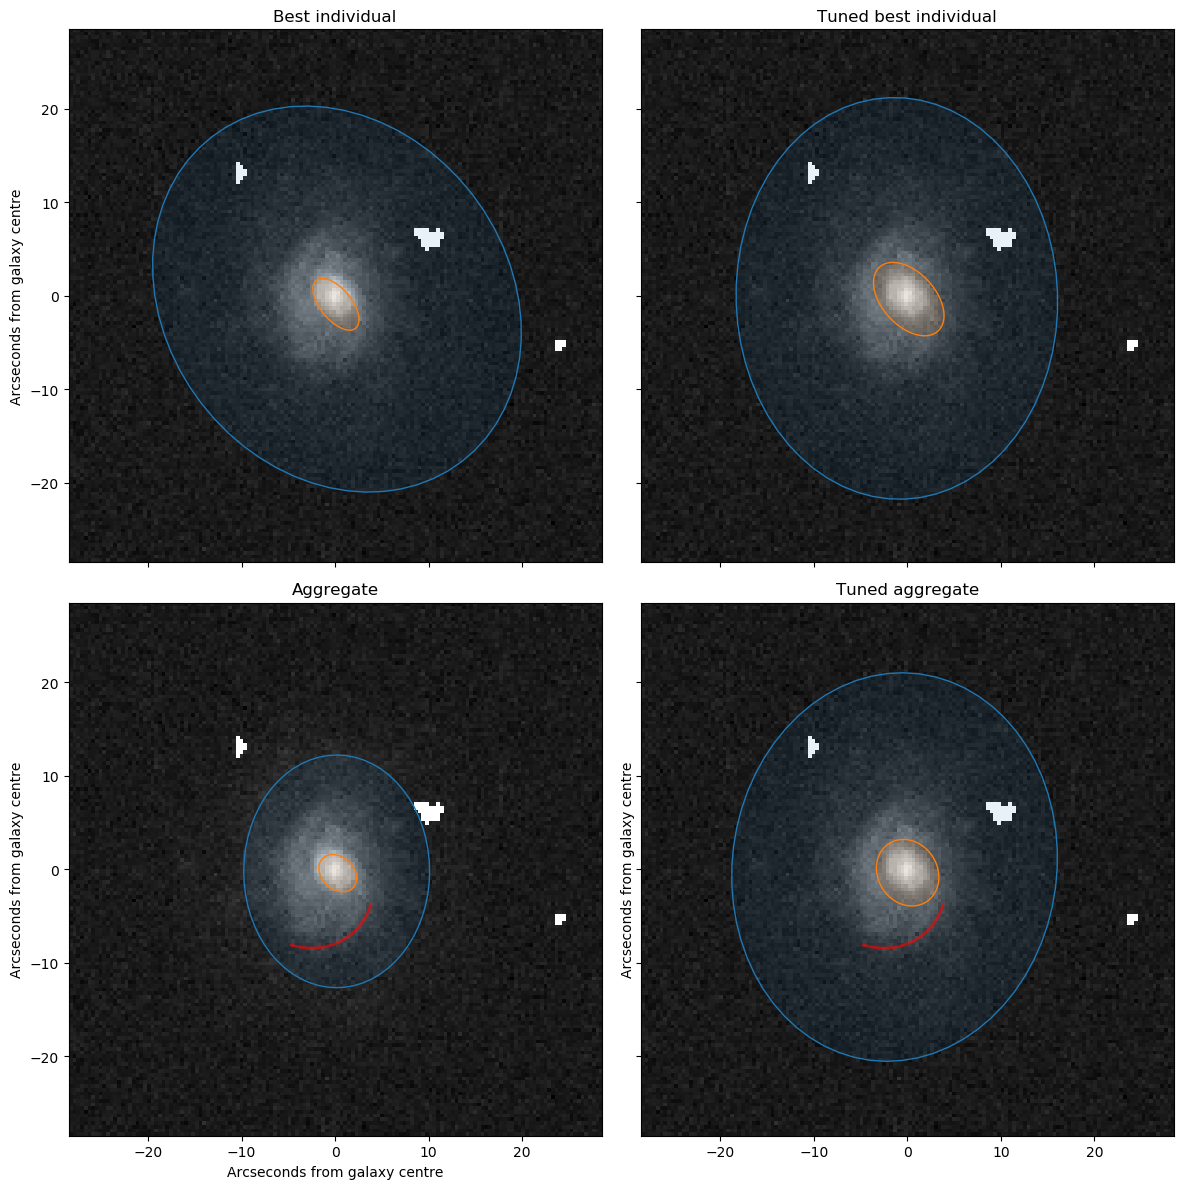 Best individual
Tuned best individual
20
10
0
−10
−20
Arcseconds from galaxy centre
Aggregate
Tuned aggregate
20
10
0
−10
−20
Arcseconds from galaxy centre
Arcseconds from galaxy centre
−20 −10 0 10 20
−20 −10 0 10 20
Arcseconds from galaxy centre